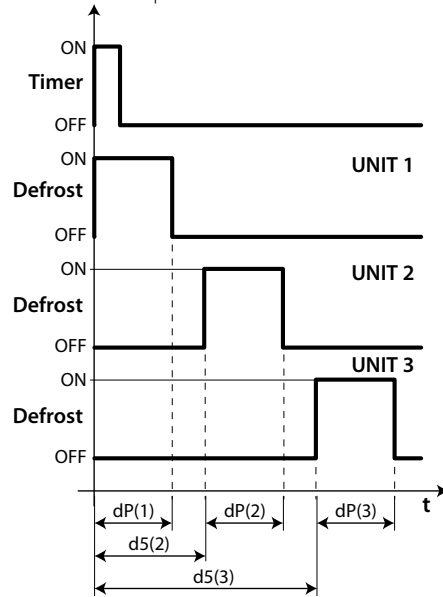 ON
Timer
OFF
ON
UNIT 1
Defrost
OFF
ON
UNIT 2
Defrost
OFF
UNIT 3
ON
Defrost
OFF
t
dP(1)
dP(2)
dP(3)
d5(2)
d5(3)